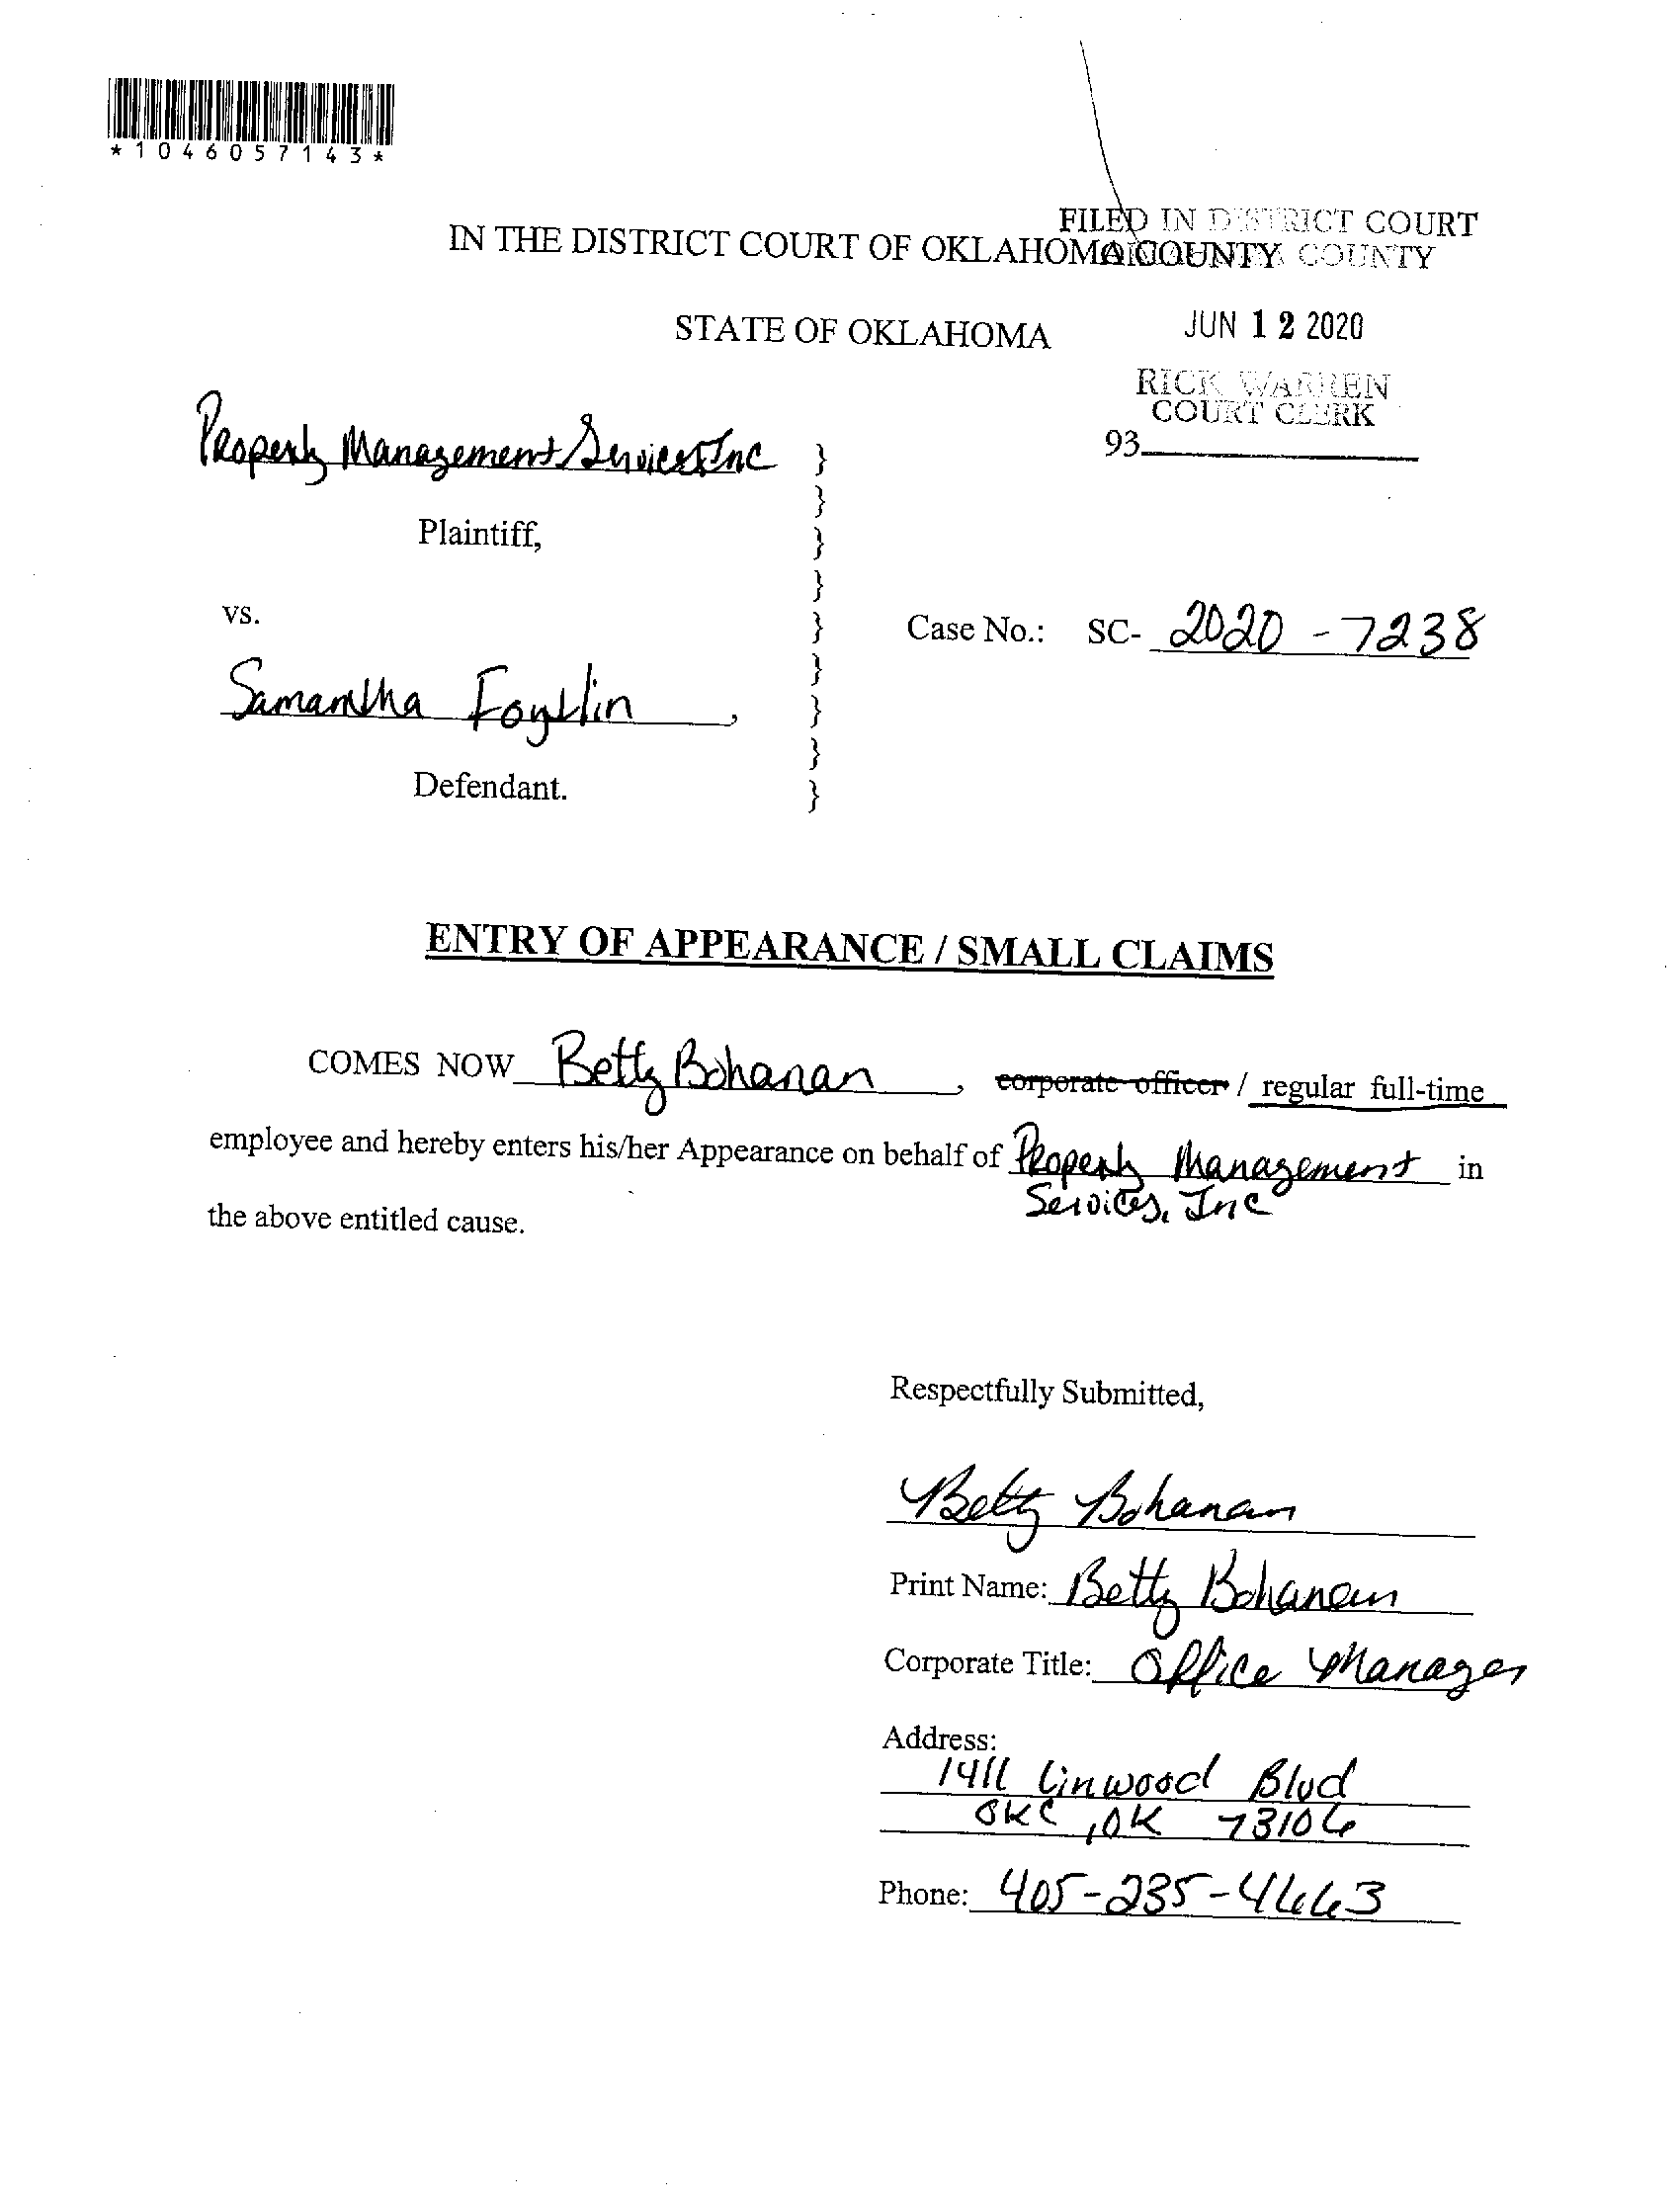 *1046057143*
FILED IN DISTRICT COURT
IN THE DISTRICT COURT OF OKLAHOMA COUNTY
OKLAHOMA COUNTY
STATE OF OKLAHOMA
JUN 12 2020
RICK WARREN
COURT CLERK
93
Property Management Services Inc }
}
Plaintiff, }
}
vs. }
Case No.: SC- 2020 - 7238
}
Samantha Foytlin, }
}
Defendant. }
ENTRY OF APPEARANCE / SMALL CLAIMS
COMES NOW Betty Bohanan, corporate officer / regular full-time
employee and hereby enters his/her Appearance on behalf of Property Management in
Services, Inc
the above entitled cause.
Respectfully Submitted,
Betty Bohanan
Print Name: Betty Bohanan
Corporate Title: Office Manager
Address:
1411 Linwood Blvd
OKC, OK 73106
Phone: 405-235-4663